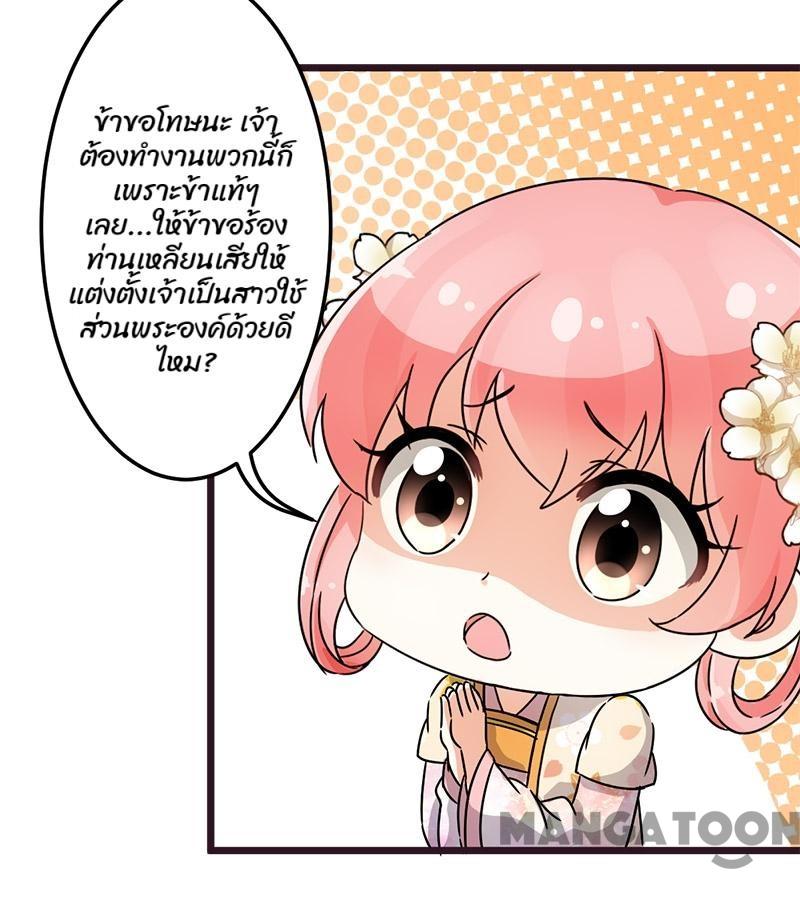 ข้าขอโทษนะ เจ้า
ต้องทำงานพวกนี้ก็
เพราะข้าแท้ๆ
เลย...ให้ข้าขอร้อง
ท่านเหลียนเสียให้
แต่งตั้งเจ้าเป็นสาวใช้
ส่วนพระองค์ด้วยดี
ไหม?
MANGATOON